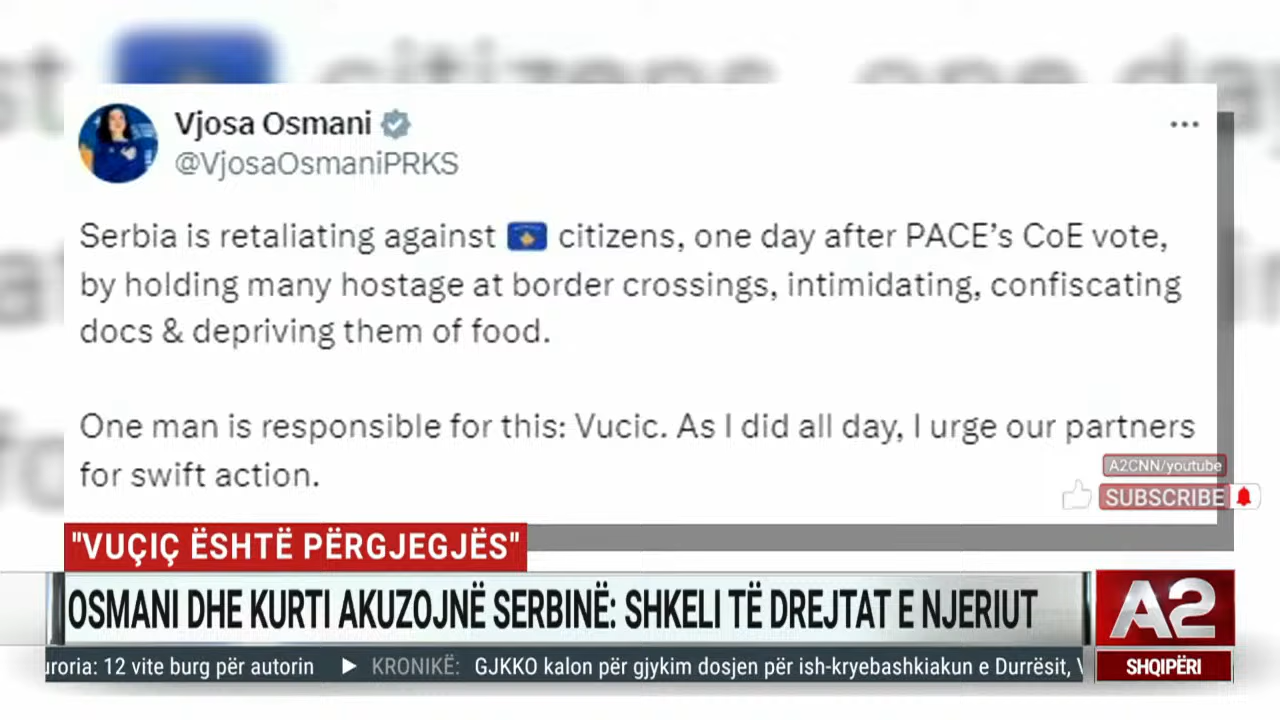 Vjosa Osmani
@VjosaOsmaniPRKS
Serbia is retaliating against 🇽🇰 citizens, one day after PACE’s CoE vote,
by holding many hostage at border crossings, intimidating, confiscating
docs & depriving them of food.
One man is responsible for this: Vucic. As I did all day, I urge our partners
for swift action.
A2CNN/youtube
SUBSCRIBE
"VUÇIÇ ËSHTË PËRGJEGJËS"
OSMANI DHE KURTI AKUZOJNË SERBINË: SHKELI TË DREJTAT E NJERIUT
A2
SHQIPËRI
uroria: 12 vite burg për autorin ▶ KRONIKË: GJKKO kalon për gjykim dosjen për ish-kryebashkiakun e Durrësit,